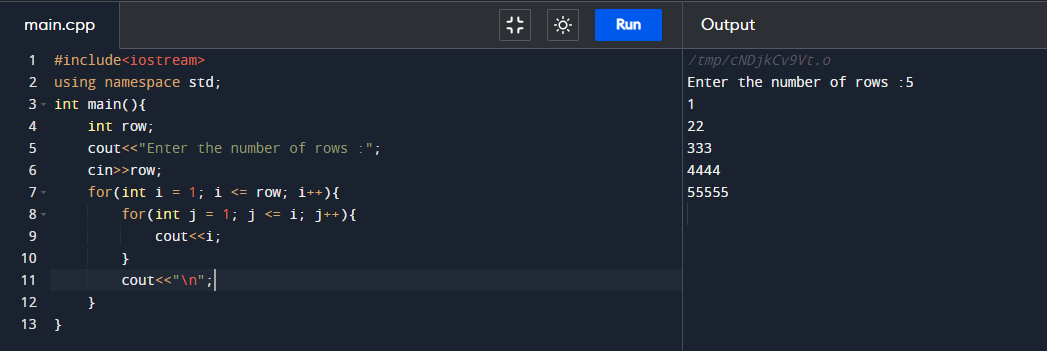 main.cpp
Run
Output
1 #include<iostream>
2 using namespace std;
3 int main(){
4     int row;
5     cout<<"Enter the number of rows :";
6     cin>>row;
7     for(int i = 1; i <= row; i++){
8         for(int j = 1; j <= i; j++){
9             cout<<i;
10         }
11         cout<<"\n";
12     }
13 }
/tmp/cNDjkCv9Vt.o
Enter the number of rows :5
1
22
333
4444
55555